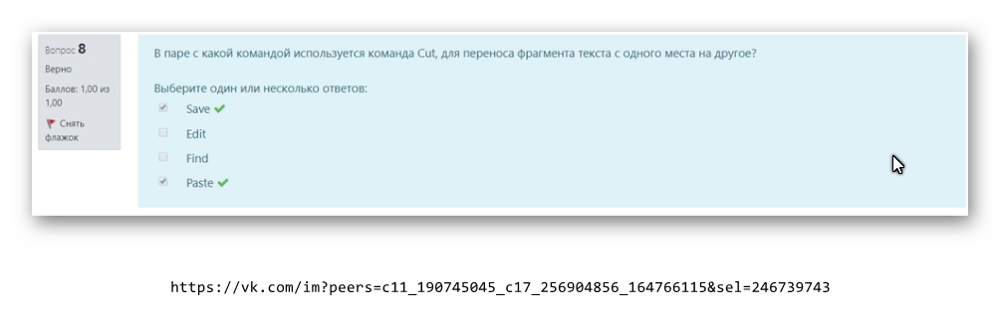 Вопрос 8
Верно
Баллов: 1,00 из
1,00
Снять
флажок
В паре с какой командой используется команда Cut, для переноса фрагмента текста с одного места на другое?
Выберите один или несколько ответов:
Save
Edit
Find
Paste
https://vk.com/im?peers=c11_190745045_c17_256904856_164766115&sel=246739743